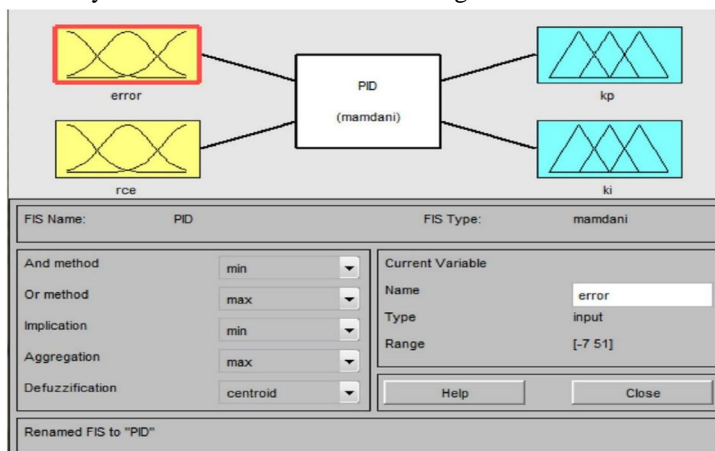 error
rce
PID
(mamdani)
kp
ki
FIS Name: PID FIS Type: mamdani
And method min
Or method max
Implication min
Aggregation max
Defuzzification centroid
Current Variable
Name error
Type input
Range [-7 51]
Help Close
Renamed FIS to "PID"